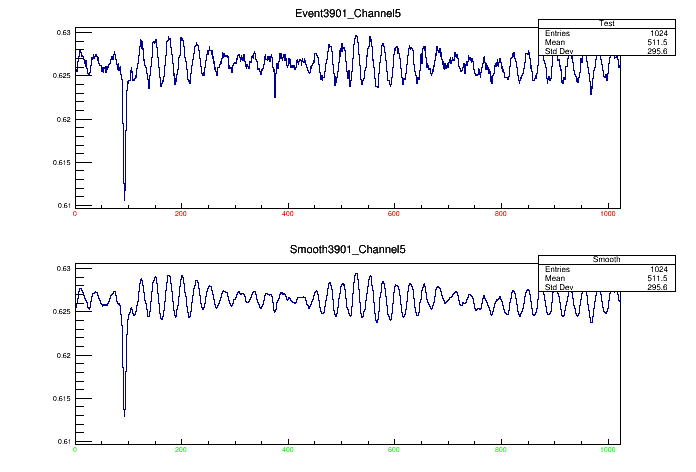 Event3901_Channel5
Test
Entries 1024
Mean 511.5
Std Dev 295.6
0.63
0.625
0.62
0.615
0.61
0 200 400 600 800 1000
Smooth3901_Channel5
Smooth
Entries 1024
Mean 511.5
Std Dev 295.6
0.63
0.625
0.62
0.615
0.61
0 200 400 600 800 1000